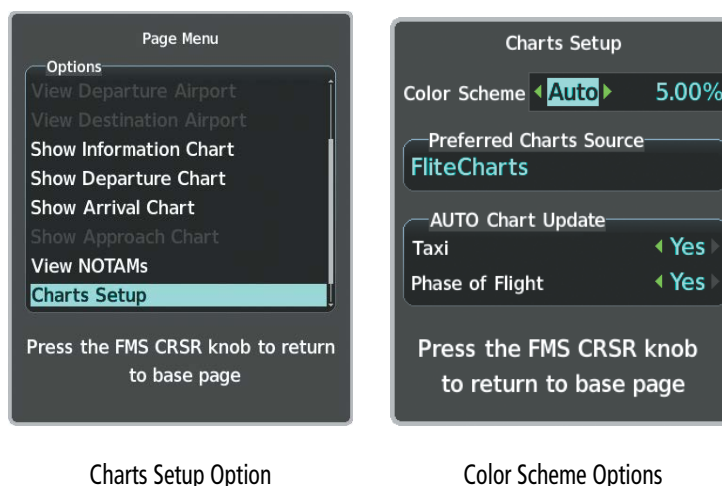 Page Menu
Options
View Departure Airport
View Destination Airport
Show Information Chart
Show Departure Chart
Show Arrival Chart
Show Approach Chart
View NOTAMs
Charts Setup
Press the FMS CRSR knob to return
to base page
Charts Setup Option
Charts Setup
Color Scheme Auto 5.00%
Preferred Charts Source
FliteCharts
AUTO Chart Update
Taxi Yes
Phase of Flight Yes
Press the FMS CRSR knob
to return to base page
Color Scheme Options